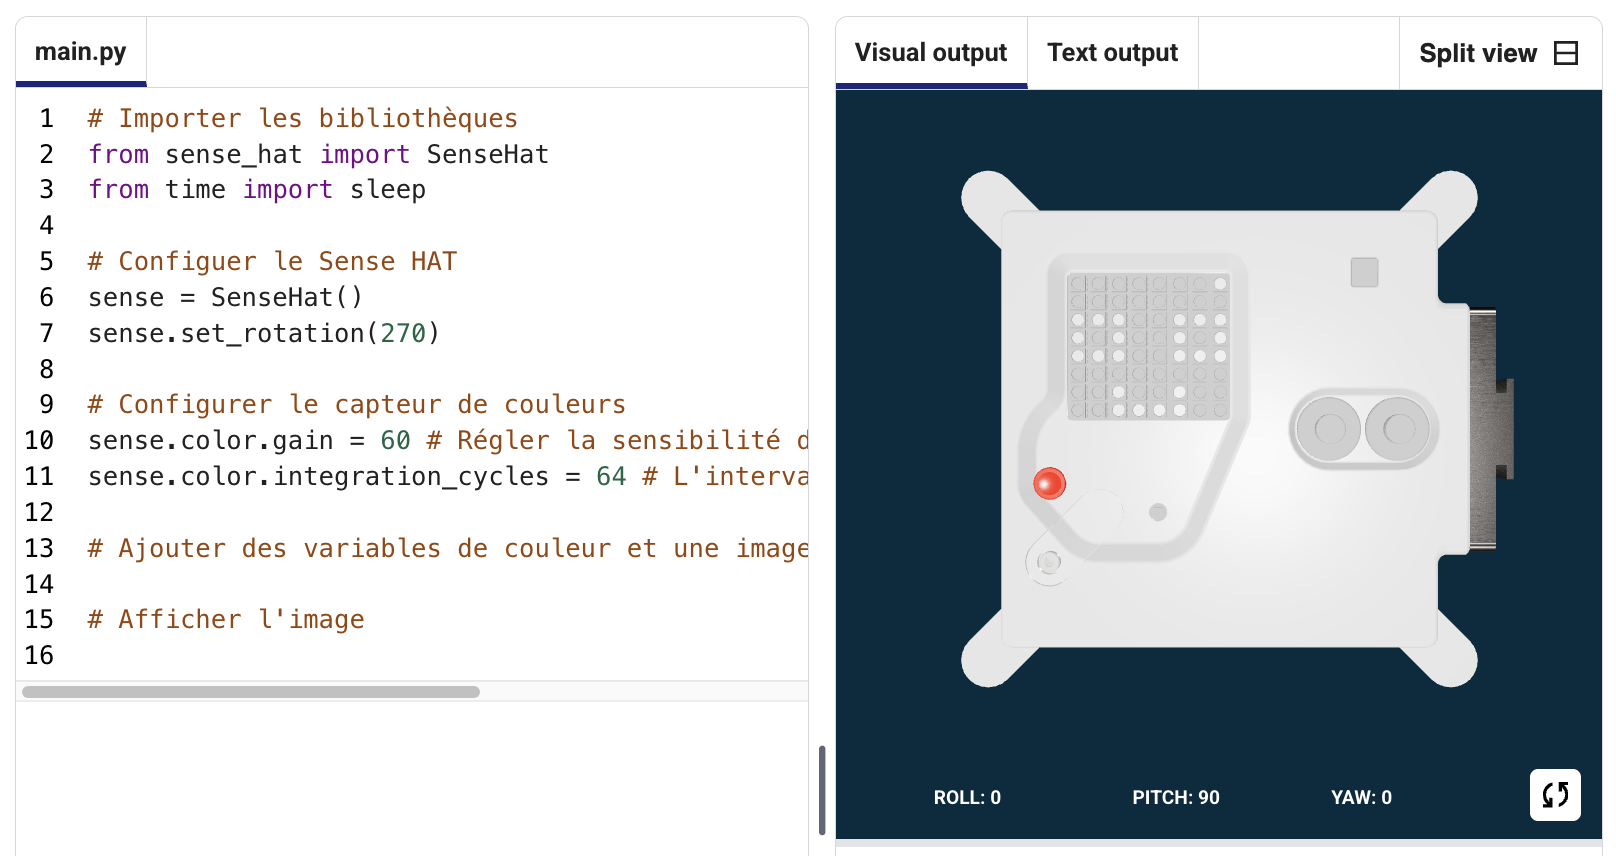 main.py
1 # Importer les bibliothèques
2 from sense_hat import SenseHat
3 from time import sleep
4
5 # Configuer le Sense HAT
6 sense = SenseHat()
7 sense.set_rotation(270)
8
9 # Configurer le capteur de couleurs
10 sense.color.gain = 60 # Régler la sensibilité d
11 sense.color.integration_cycles = 64 # L'interva
12
13 # Ajouter des variables de couleur et une image
14
15 # Afficher l'image
16
Visual output
Text output
Split view
ROLL: 0
PITCH: 90
YAW: 0